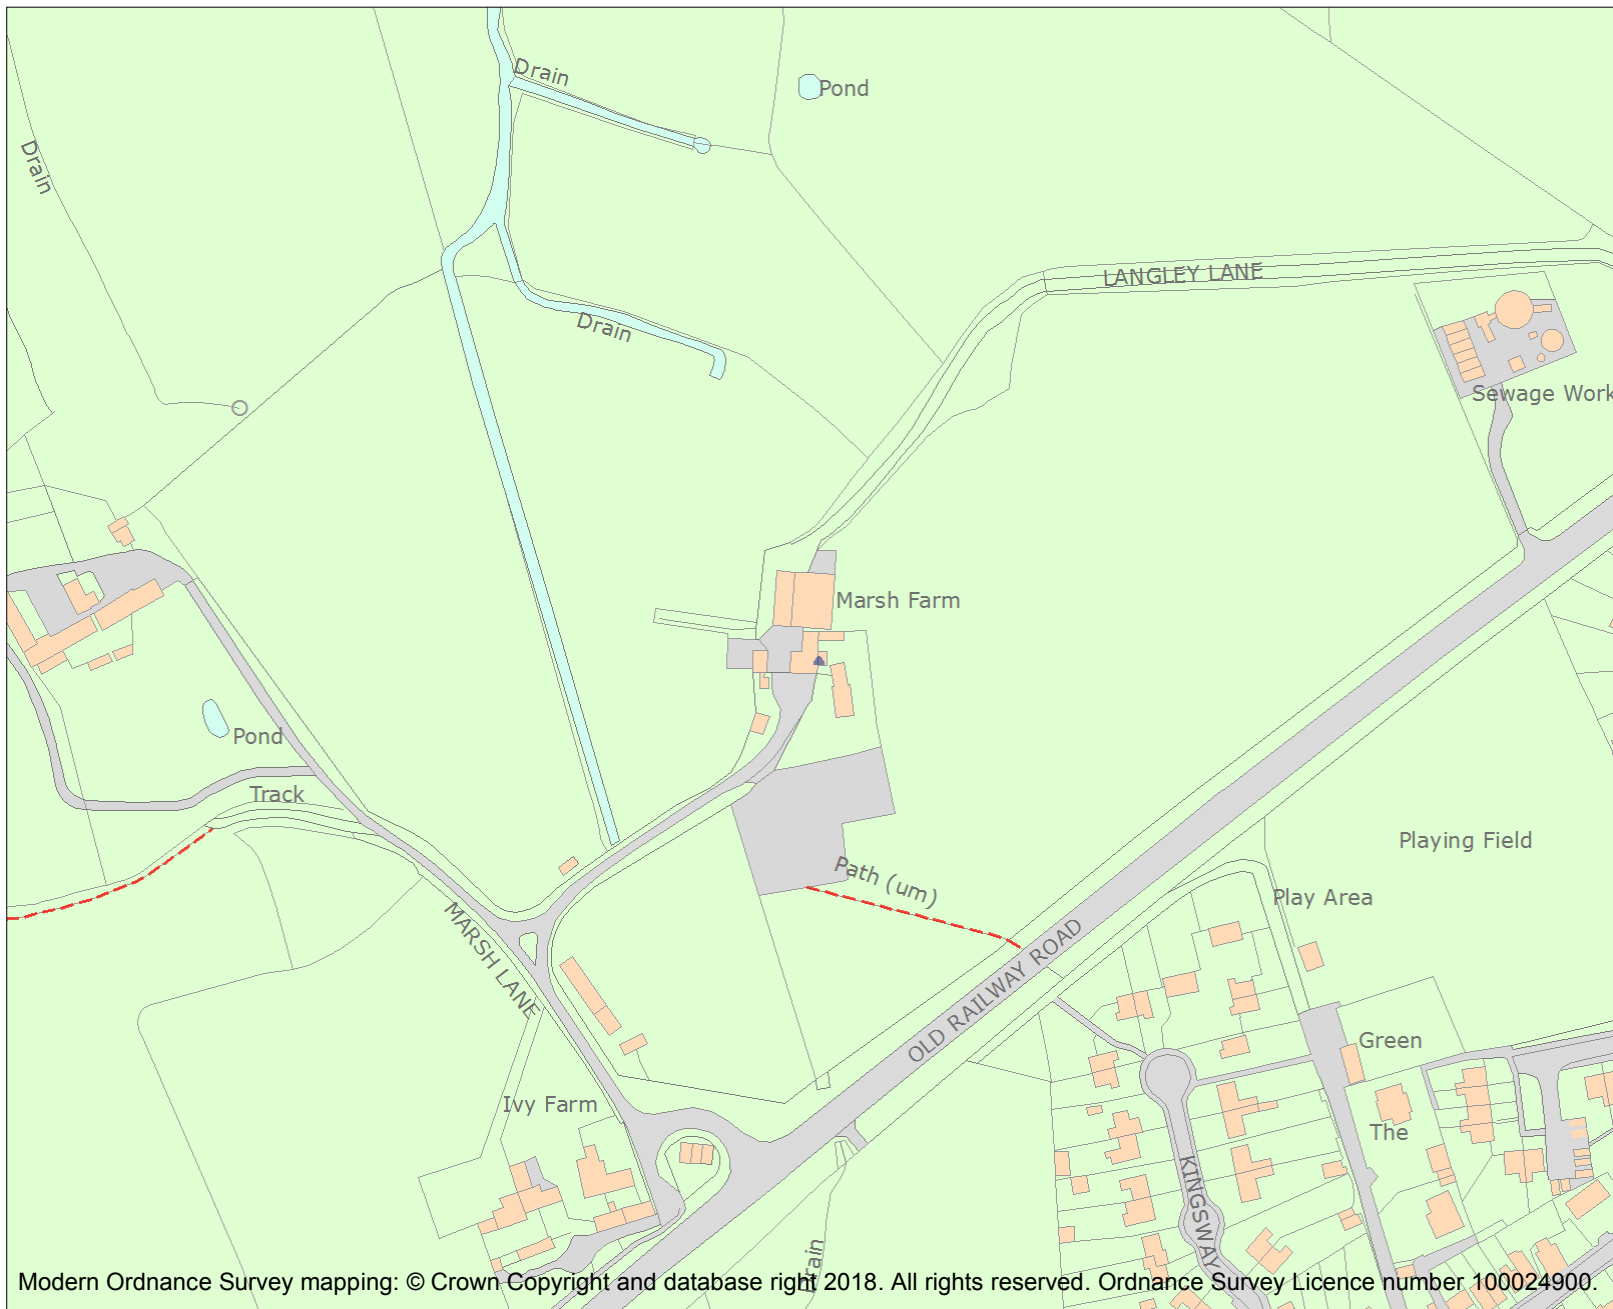 Drain
Pond
Drain
LANGLEY LANE
Drain
Sewage Work
Marsh Farm
Pond
Track
Path (um)
Playing Field
Play Area
MARSH LANE
OLD RAILWAY ROAD
Green
Ivy Farm
The
KINGSWAY
Drain
Modern Ordnance Survey mapping: © Crown Copyright and database right 2018. All rights reserved. Ordnance Survey Licence number 100024900.